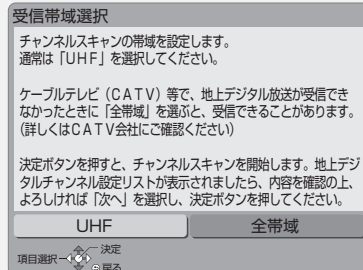 受信帯域選択
チャンネルスキャンの帯域を設定します。
通常は「UHF」を選択してください。
ケーブルテレビ（CATV）等で、地上デジタル放送が受信でき
なかったときに「全帯域」を選ぶと、受信できることがあります。
（詳しくはCATV会社にご確認ください）
決定ボタンを押すと、チャンネルスキャンを開始します。地上デジ
タルチャンネル設定リストが表示されましたら、内容を確認の上、
よろしければ「次へ」を選択し、決定ボタンを押してください。
UHF 全帯域
決定
項目選択
戻る